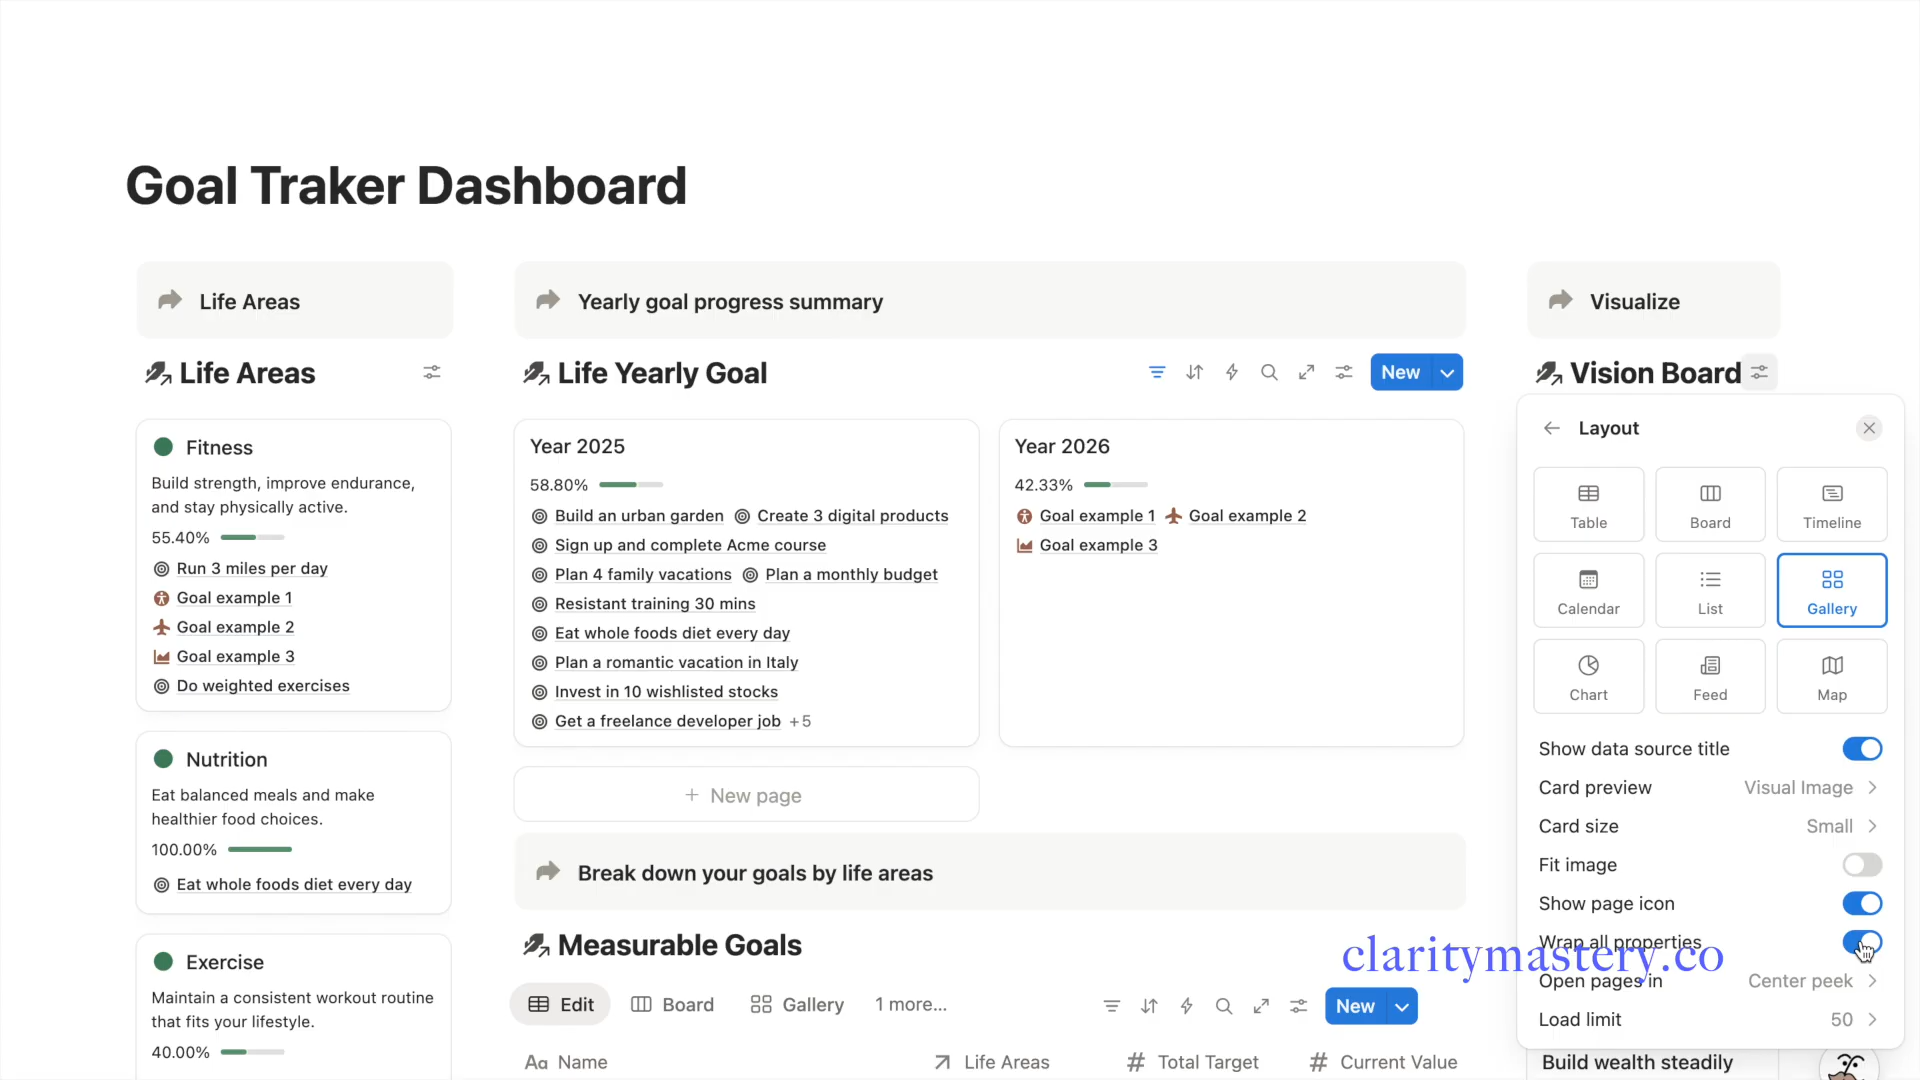 Goal Traker Dashboard
Life Areas
Life Areas
Fitness
Build strength, improve endurance,
and stay physically active.
55.40%
Run 3 miles per day
Goal example 1
Goal example 2
Goal example 3
Do weighted exercises
Nutrition
Eat balanced meals and make
healthier food choices.
100.00%
Eat whole foods diet every day
Exercise
Maintain a consistent workout routine
that fits your lifestyle.
40.00%
Yearly goal progress summary
Life Yearly Goal
New
Year 2025
58.80%
Build an urban garden Create 3 digital products
Sign up and complete Acme course
Plan 4 family vacations Plan a monthly budget
Resistant training 30 mins
Eat whole foods diet every day
Plan a romantic vacation in Italy
Invest in 10 wishlisted stocks
Get a freelance developer job +5
Year 2026
42.33%
Goal example 1 Goal example 2
Goal example 3
+ New page
Break down your goals by life areas
Measurable Goals
Edit Board Gallery 1 more...
New
Aa Name Life Areas # Total Target # Current Value
Visualize
Vision Board
Layout
Table Board Timeline
Calendar List Gallery
Chart Feed Map
Show data source title
Card preview Visual Image
Card size Small
Fit image
Show page icon
Wrap all properties
claritymastery.co
Open pages in Center peek
Load limit 50
Build wealth steadily